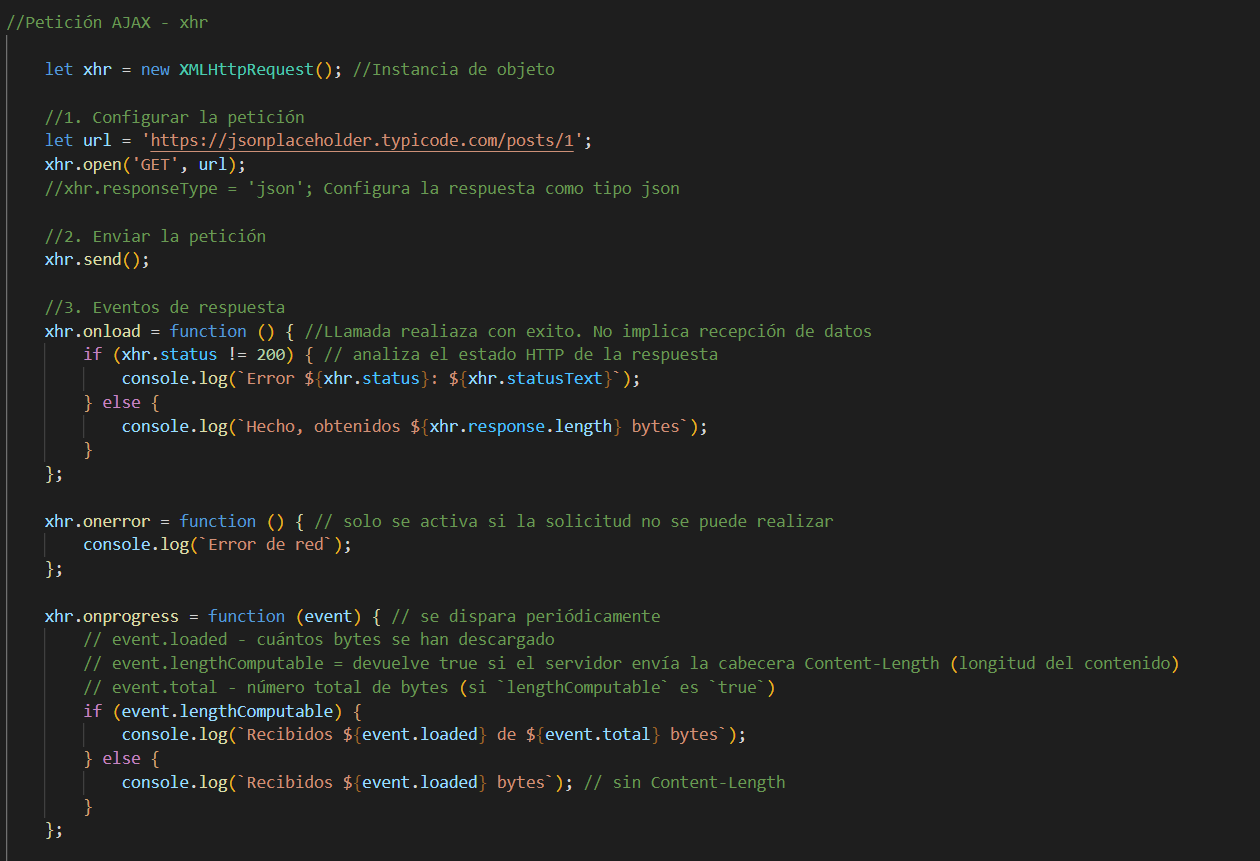 //Petición AJAX - xhr
let xhr = new XMLHttpRequest(); //Instancia de objeto
//1. Configurar la petición
let url = 'https://jsonplaceholder.typicode.com/posts/1';
xhr.open('GET', url);
//xhr.responseType = 'json'; Configura la respuesta como tipo json
//2. Enviar la petición
xhr.send();
//3. Eventos de respuesta
xhr.onload = function () { //LLamada realiaza con exito. No implica recepción de datos
if (xhr.status != 200) { // analiza el estado HTTP de la respuesta
console.log(`Error ${xhr.status}: ${xhr.statusText}`);
} else {
console.log(`Hecho, obtenidos ${xhr.response.length} bytes`);
}
};
xhr.onerror = function () { // solo se activa si la solicitud no se puede realizar
console.log(`Error de red`);
};
xhr.onprogress = function (event) { // se dispara periódicamente
// event.loaded - cuántos bytes se han descargado
// event.lengthComputable = devuelve true si el servidor envía la cabecera Content-Length (longitud del contenido)
// event.total - número total de bytes (si `lengthComputable` es `true`)
if (event.lengthComputable) {
console.log(`Recibidos ${event.loaded} de ${event.total} bytes`);
} else {
console.log(`Recibidos ${event.loaded} bytes`); // sin Content-Length
}
};